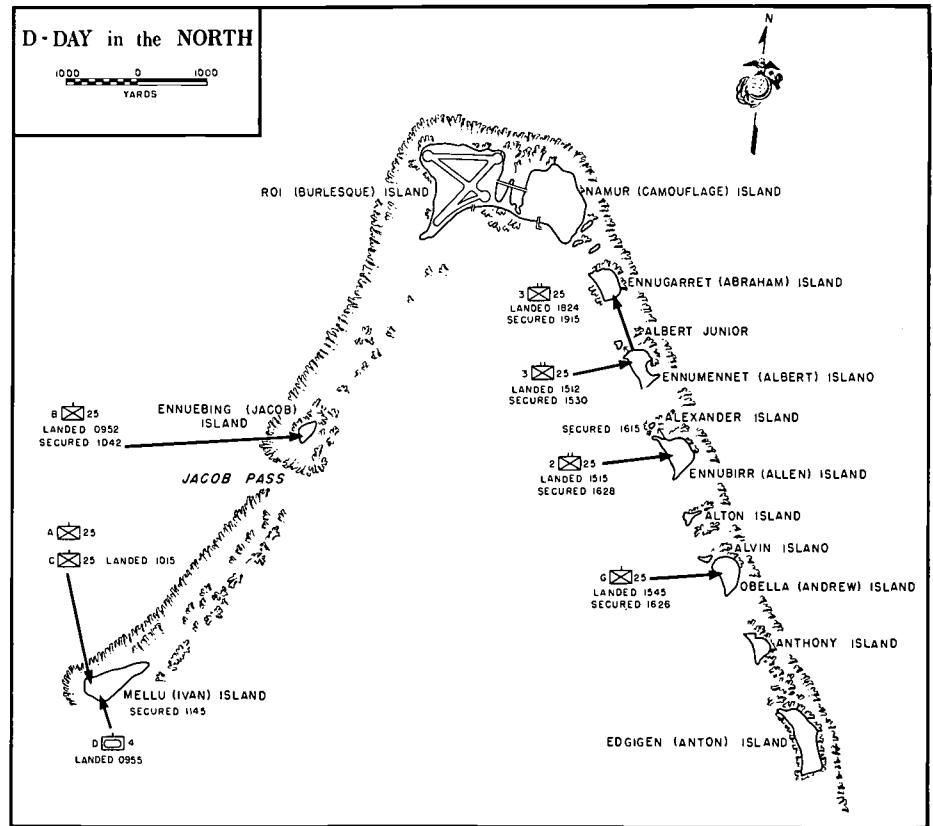 D-DAY in the NORTH
1000 0 1000
YARDS
N
ROI (BURLESQUE) ISLAND
NAMUR (CAMOUFLAGE) ISLAND
ENNUGARRET (ABRAHAM) ISLAND
3 25
LANDED 1824
SECURED 1915
ALBERT JUNIOR
3 25
LANDED 1512
SECURED 1530
ENNUMENNET (ALBERT) ISLANO
B 25
LANDED 0952
SECURED 1042
ENNUEBING (JACOB)
ISLAND
ALEXANDER ISLAND
SECURED 1615
2 25
LANDED 1515
SECURED 1628
ENNUBIRR (ALLEN) ISLAND
JACOB PASS
ALTON ISLAND
A 25
C 25 LANDED 1015
ALVIN ISLANO
G 25
LANDED 1545
SECURED 1626
OBELLA (ANDREW) ISLAND
ANTHONY ISLAND
MELLU (IVAN) ISLAND
SECURED 1145
D 4
LANDED 0955
EDGIGEN (ANTON) ISLAND